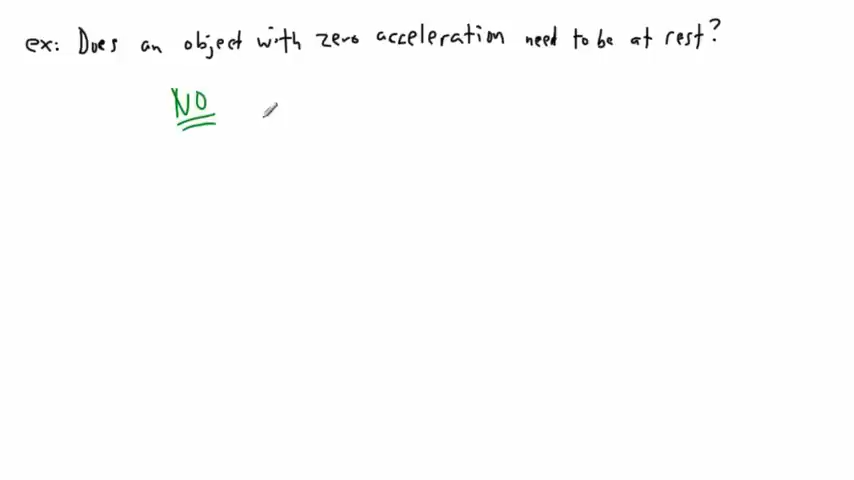 ex: Does an object with zero acceleration need to be at rest?
NO